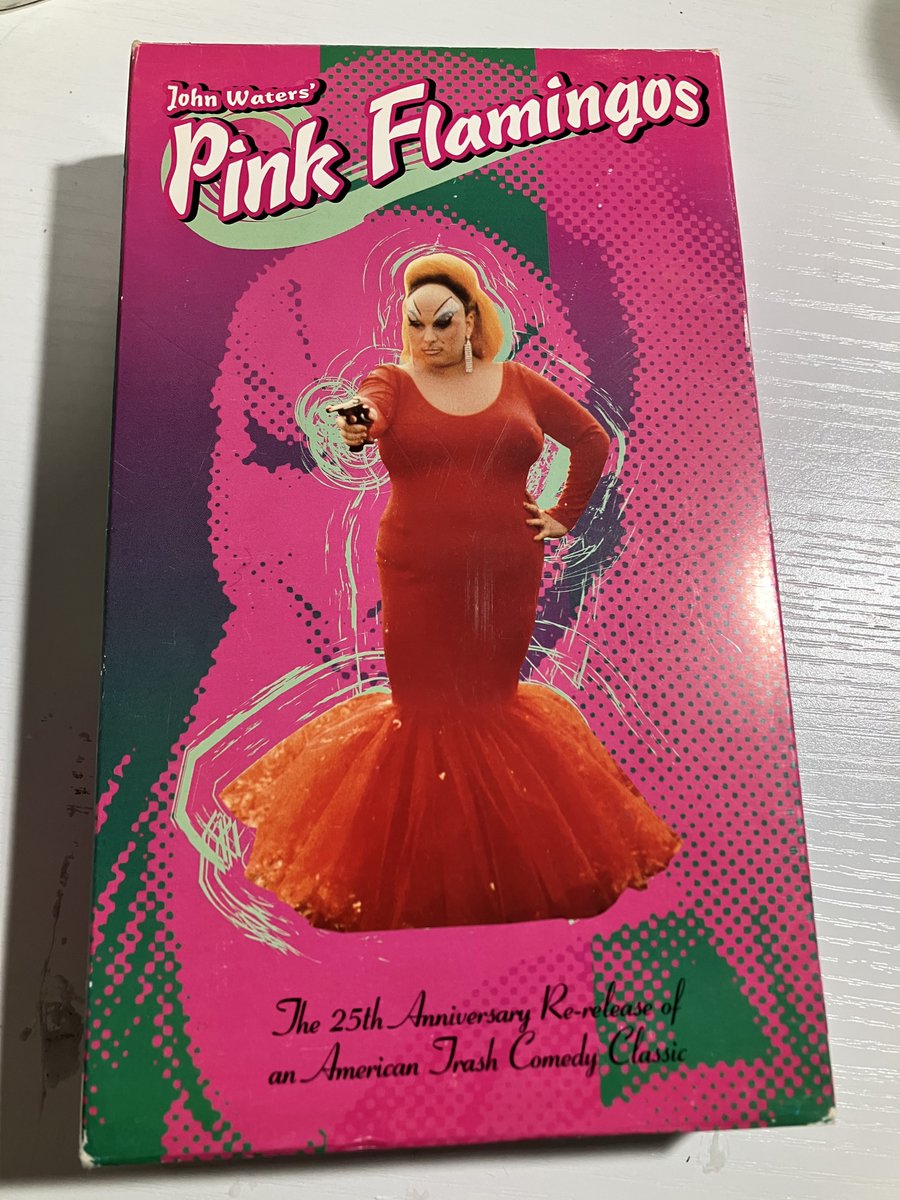 John Waters'
Pink Flamingos
The 25th Anniversary Re-release of
an American Trash Comedy Classic